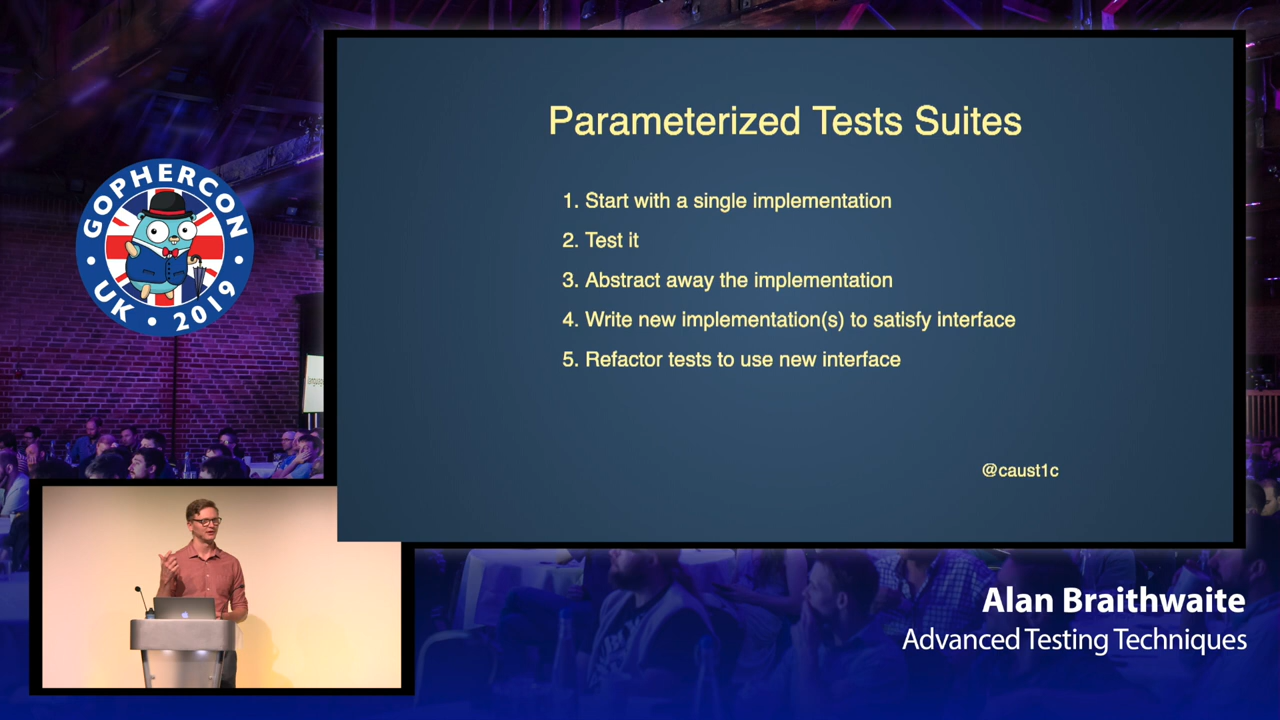 GOPHERCON
UK • 2019
Parameterized Tests Suites
1. Start with a single implementation
2. Test it
3. Abstract away the implementation
4. Write new implementation(s) to satisfy interface
5. Refactor tests to use new interface
@caust1c
Alan Braithwaite
Advanced Testing Techniques